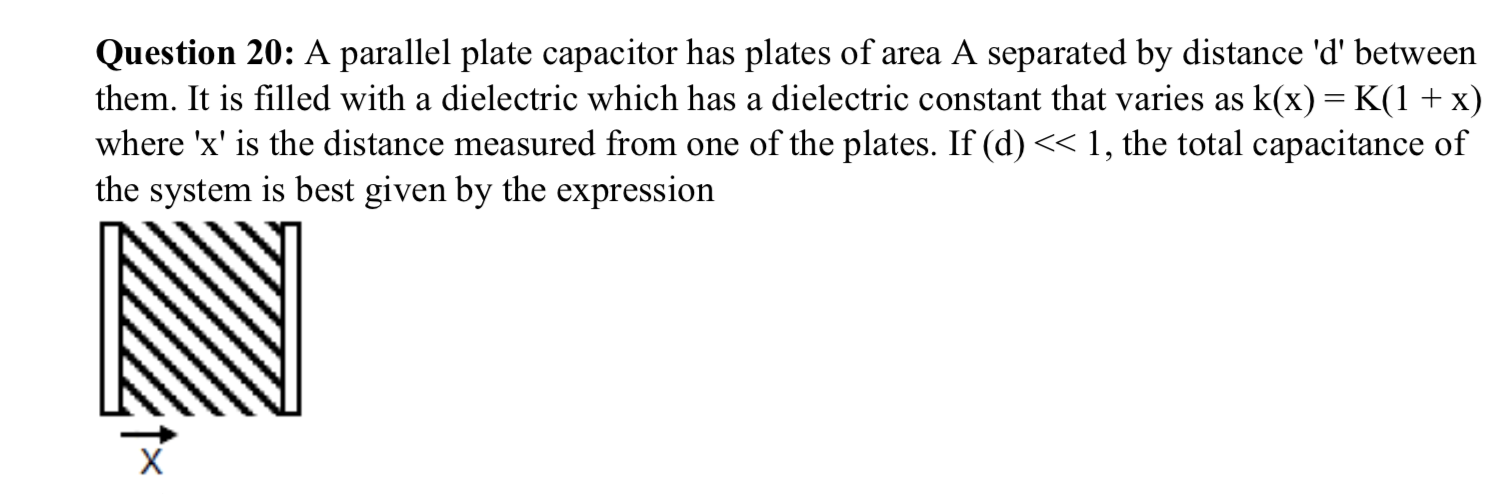 Question 20: A parallel plate capacitor has plates of area A separated by distance 'd' between
them. It is filled with a dielectric which has a dielectric constant that varies as k(x) = K(1 + x)
where 'x' is the distance measured from one of the plates. If (d) << 1, the total capacitance of
the system is best given by the expression
X